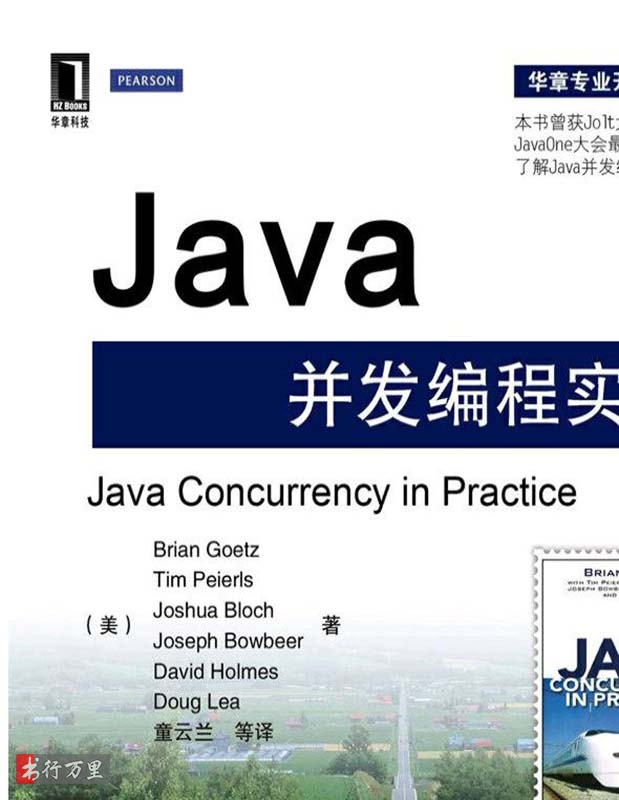 HZ BOOKS
华章科技
PEARSON
华章专业开
本书曾获Jolt大
JavaOne大会最
了解Java并发编
Java
并发编程实
Java Concurrency in Practice
Brian Goetz
Tim Peierls
Joshua Bloch
(美) 著
Joseph Bowbeer
David Holmes
Doug Lea
童云兰 等译
BRIAN
WITH TIM PEIER
JOSEPH BOWBE
AND
JA
CONCU
IN PR
书行万里